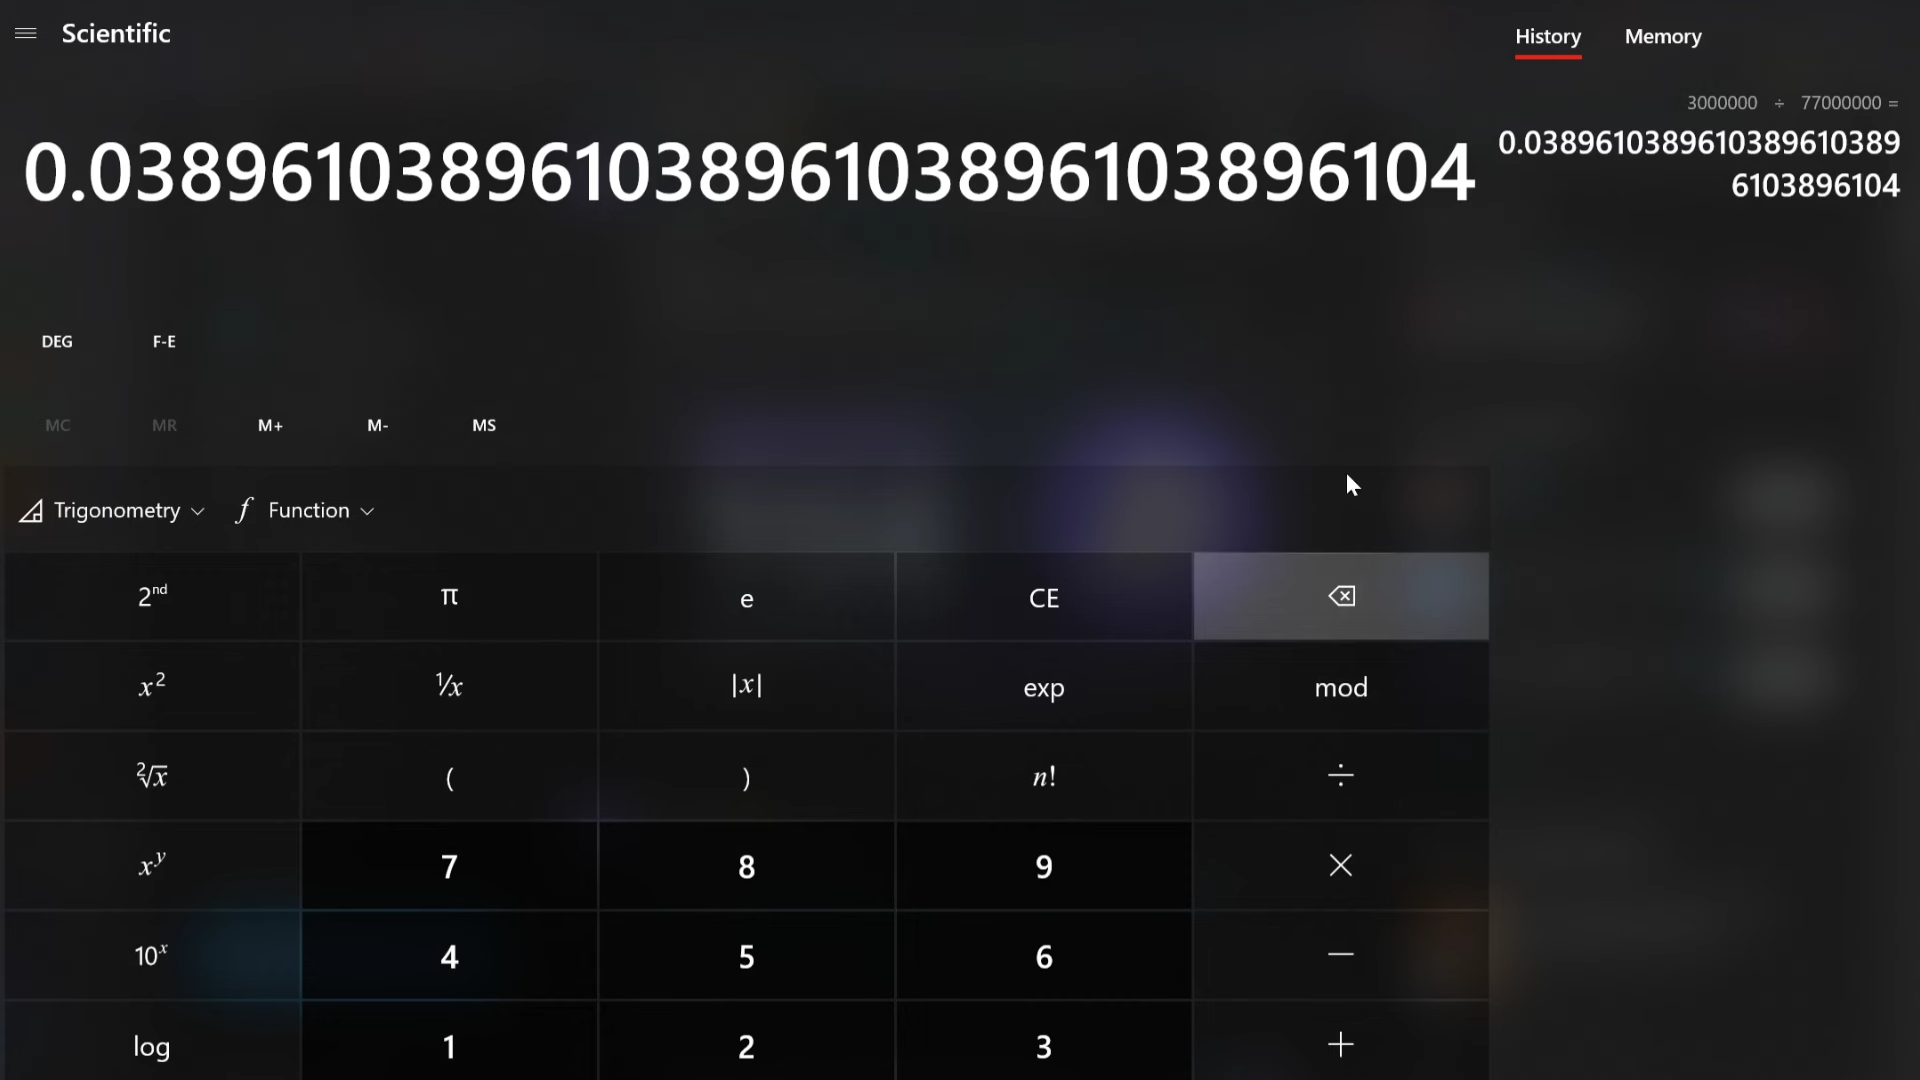 Scientific
History Memory
3000000 ÷ 77000000 =
0.0389610389610389610389
6103896104
0.03896103896103896103896103896104
DEG F-E
MC MR M+ M- MS
Trigonometry f Function
2nd π e CE
x² ⅟x |x| exp mod
²√x ( ) n! ÷
xʸ 7 8 9 ×
10ˣ 4 5 6 −
log 1 2 3 +